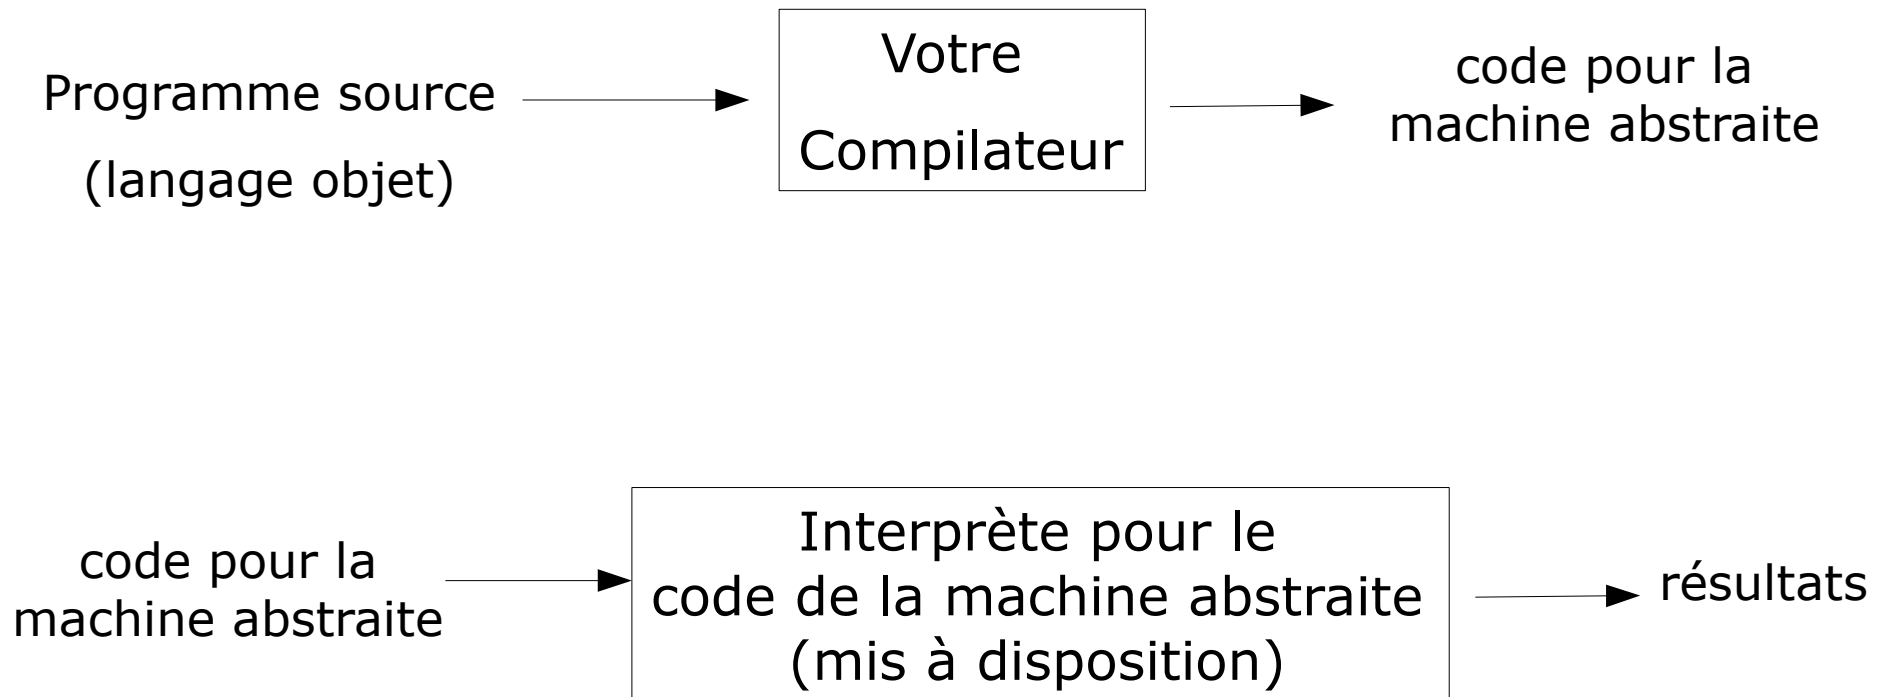 Programme source
(langage objet)
Votre
Compilateur
code pour la
machine abstraite
code pour la
machine abstraite
Interprète pour le
code de la machine abstraite
(mis à disposition)
résultats